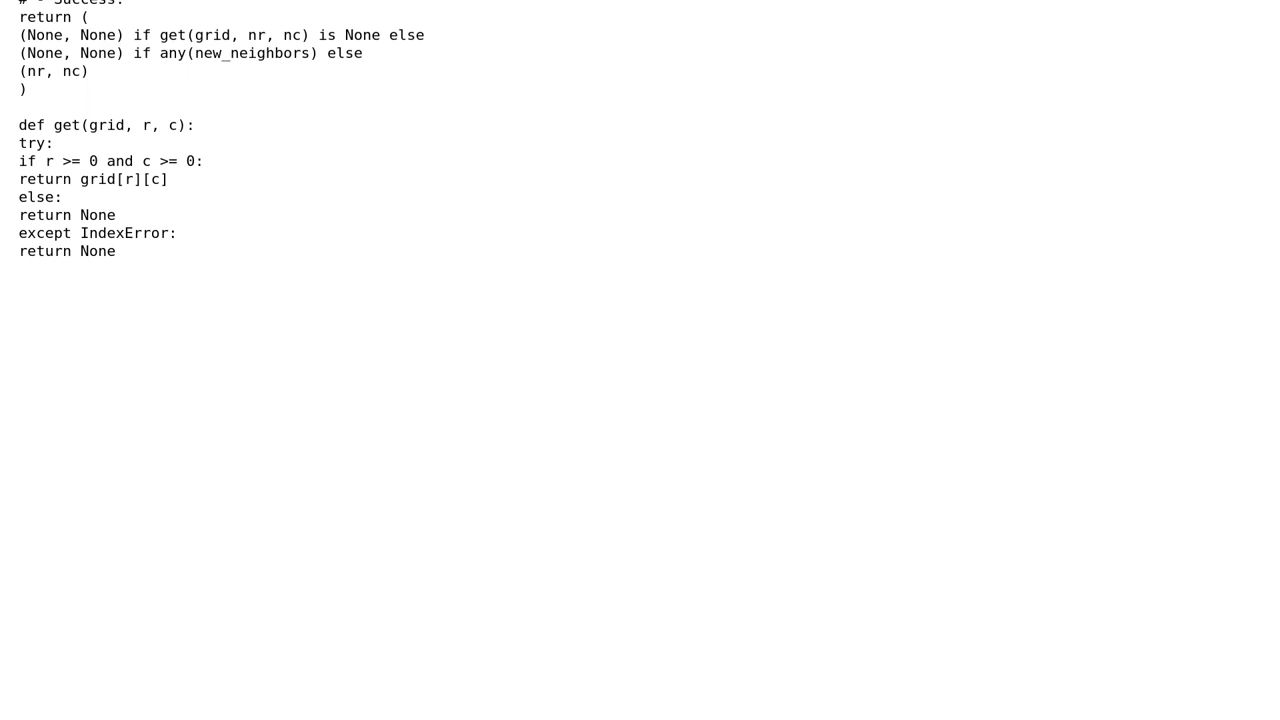 # - Success:
return (
(None, None) if get(grid, nr, nc) is None else
(None, None) if any(new_neighbors) else
(nr, nc)
)

def get(grid, r, c):
try:
if r >= 0 and c >= 0:
return grid[r][c]
else:
return None
except IndexError:
return None